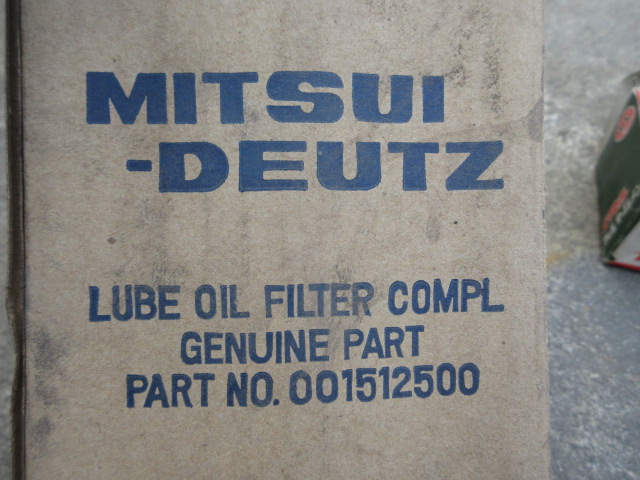 MITSUI
-DEUTZ
LUBE OIL FILTER COMPL
GENUINE PART
PART NO. 001512500